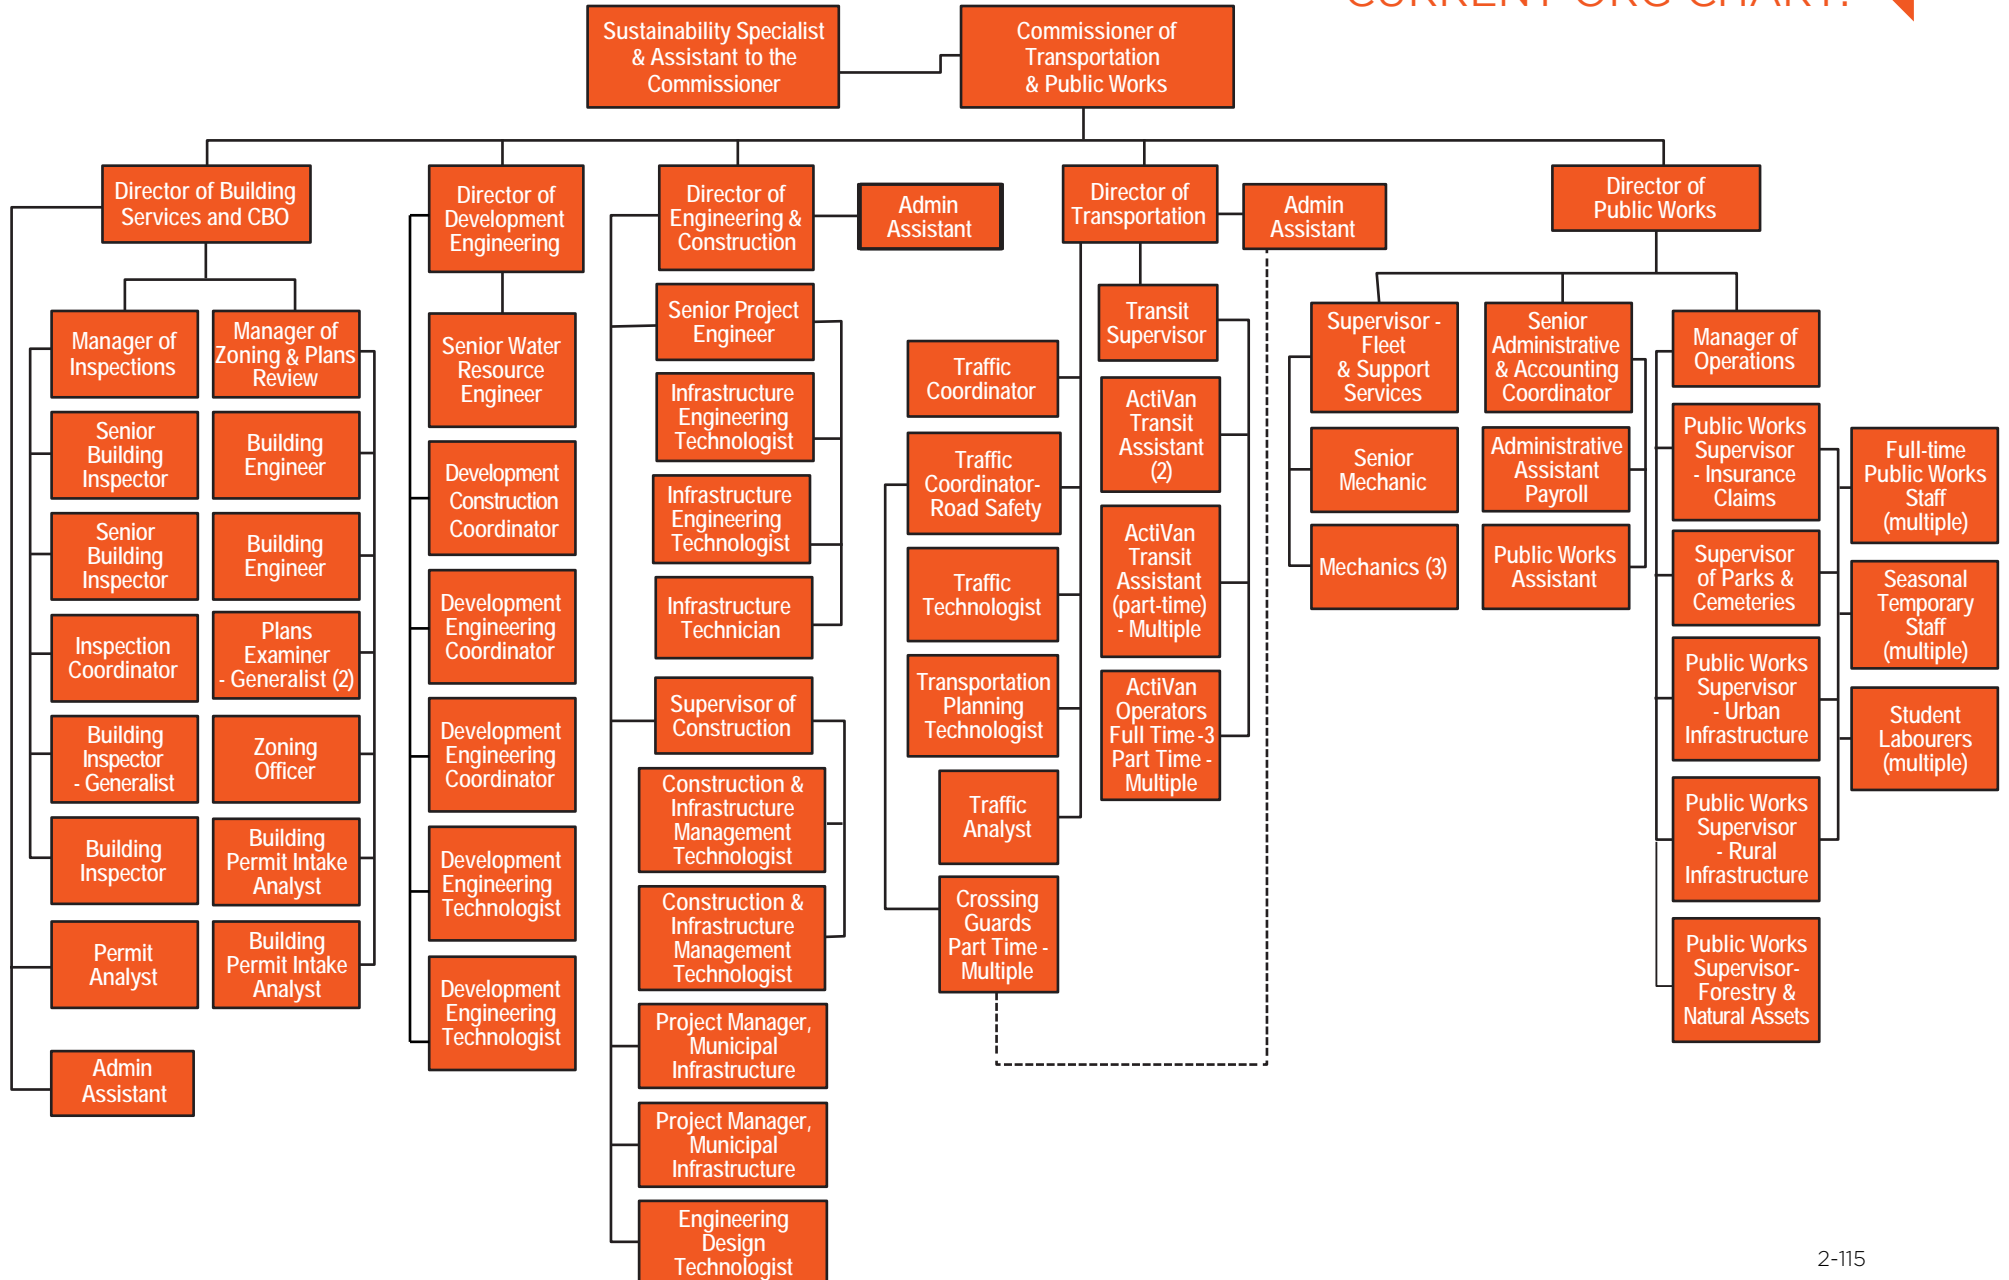 CURRENT ORG CHART:
Sustainability Specialist
& Assistant to the
Commissioner
Commissioner of
Transportation
& Public Works
Director of Building
Services and CBO
Director of
Development
Engineering
Director of
Engineering &
Construction
Admin
Assistant
Director of
Transportation
Admin
Assistant
Director of
Public Works
Manager of
Inspections
Senior
Building
Inspector
Senior
Building
Inspector
Inspection
Coordinator
Building
Inspector
- Generalist
Building
Inspector
Permit
Analyst
Admin
Assistant
Manager of
Zoning & Plans
Review
Building
Engineer
Building
Engineer
Plans
Examiner
- Generalist (2)
Zoning
Officer
Building
Permit Intake
Analyst
Building
Permit Intake
Analyst
Senior Water
Resource
Engineer
Development
Construction
Coordinator
Development
Engineering
Coordinator
Development
Engineering
Coordinator
Development
Engineering
Technologist
Development
Engineering
Technologist
Senior Project
Engineer
Infrastructure
Engineering
Technologist
Infrastructure
Engineering
Technologist
Infrastructure
Technician
Supervisor of
Construction
Construction &
Infrastructure
Management
Technologist
Construction &
Infrastructure
Management
Technologist
Project Manager,
Municipal
Infrastructure
Project Manager,
Municipal
Infrastructure
Engineering
Design
Technologist
Traffic
Coordinator
Traffic
Coordinator-
Road Safety
Traffic
Technologist
Transportation
Planning
Technologist
Traffic
Analyst
Crossing
Guards
Part Time -
Multiple
Transit
Supervisor
ActiVan
Transit
Assistant
(2)
ActiVan
Transit
Assistant
(part-time)
- Multiple
ActiVan
Operators
Full Time -3
Part Time -
Multiple
Supervisor -
Fleet
& Support
Services
Senior
Mechanic
Mechanics (3)
Senior
Administrative
& Accounting
Coordinator
Administrative
Assistant
Payroll
Public Works
Assistant
Manager of
Operations
Public Works
Supervisor
- Insurance
Claims
Supervisor
of Parks &
Cemeteries
Public Works
Supervisor
- Urban
Infrastructure
Public Works
Supervisor
- Rural
Infrastructure
Public Works
Supervisor-
Forestry &
Natural Assets
Full-time
Public Works
Staff
(multiple)
Seasonal
Temporary
Staff
(multiple)
Student
Labourers
(multiple)
2-115